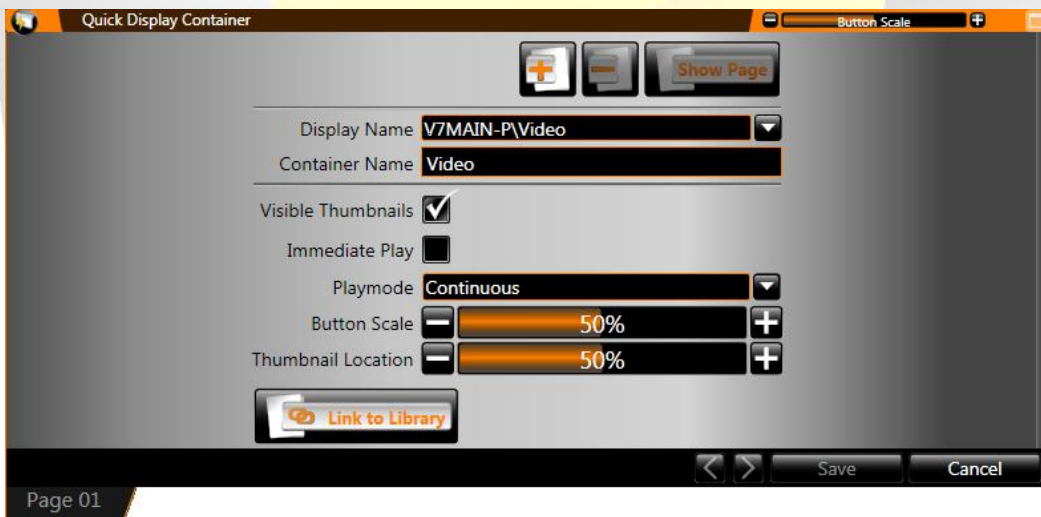 Quick Display Container
Button Scale
Show Page
Display Name V7MAIN-P\Video
Container Name Video
Visible Thumbnails
Immediate Play
Playmode Continuous
Button Scale 50%
Thumbnail Location 50%
Link to Library
Save Cancel
Page 01